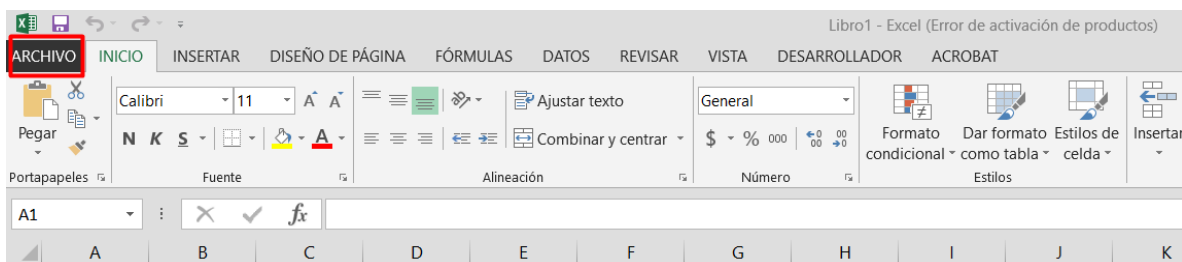 Libro1 - Excel (Error de activación de productos)
ARCHIVO INICIO INSERTAR DISEÑO DE PÁGINA FÓRMULAS DATOS REVISAR VISTA DESARROLLADOR ACROBAT
Calibri 11 A A Ajustar texto General
Pegar N K S A Combinar y centrar $ % 000 Formato condicional Dar formato como tabla Estilos de celda Insertar
Portapapeles Fuente Alineación Número Estilos
A1 fx
A B C D E F G H I J K